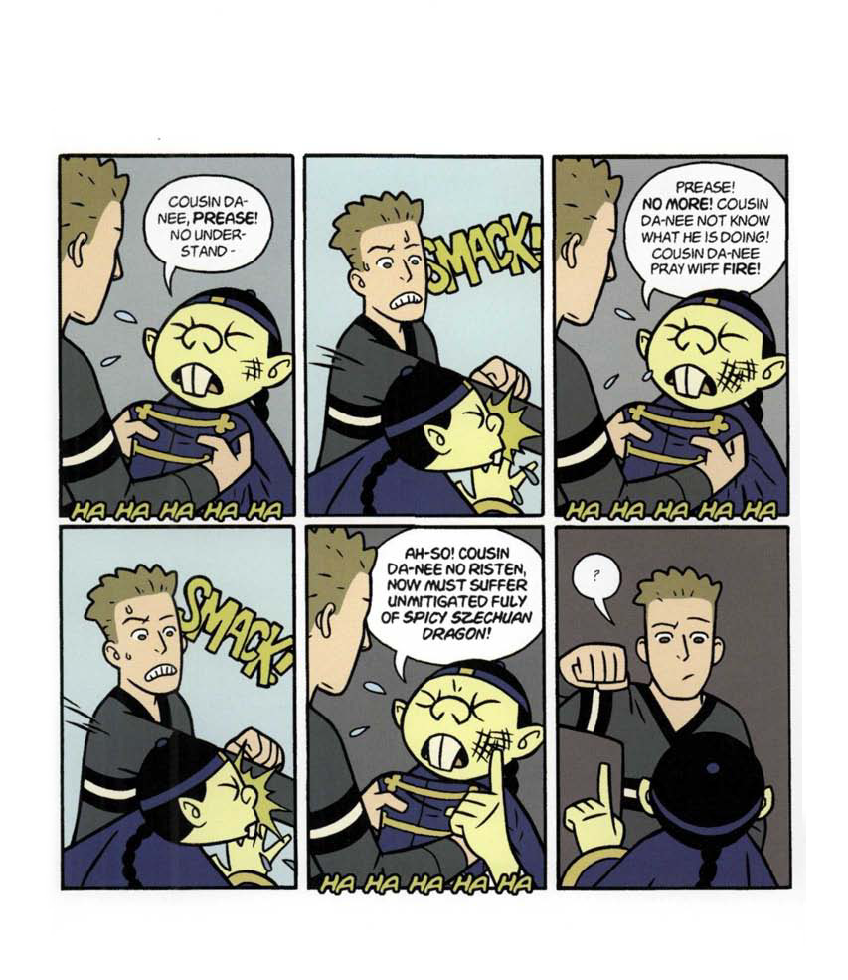 COUSIN DA-
NEE, PREASE!
NO UNDER-
STAND -
HA HA HA HA HA
SMACK!
PREASE!
NO MORE! COUSIN
DA-NEE NOT KNOW
WHAT HE IS DOING!
COUSIN DA-NEE
PRAY WIFF FIRE!
HA HA HA HA HA
SMACK!
AH-SO! COUSIN
DA-NEE NO RISTEN,
NOW MUST SUFFER
UNMITIGATED FULY
OF SPICY SZECHUAN
DRAGON!
HA HA HA HA HA
?